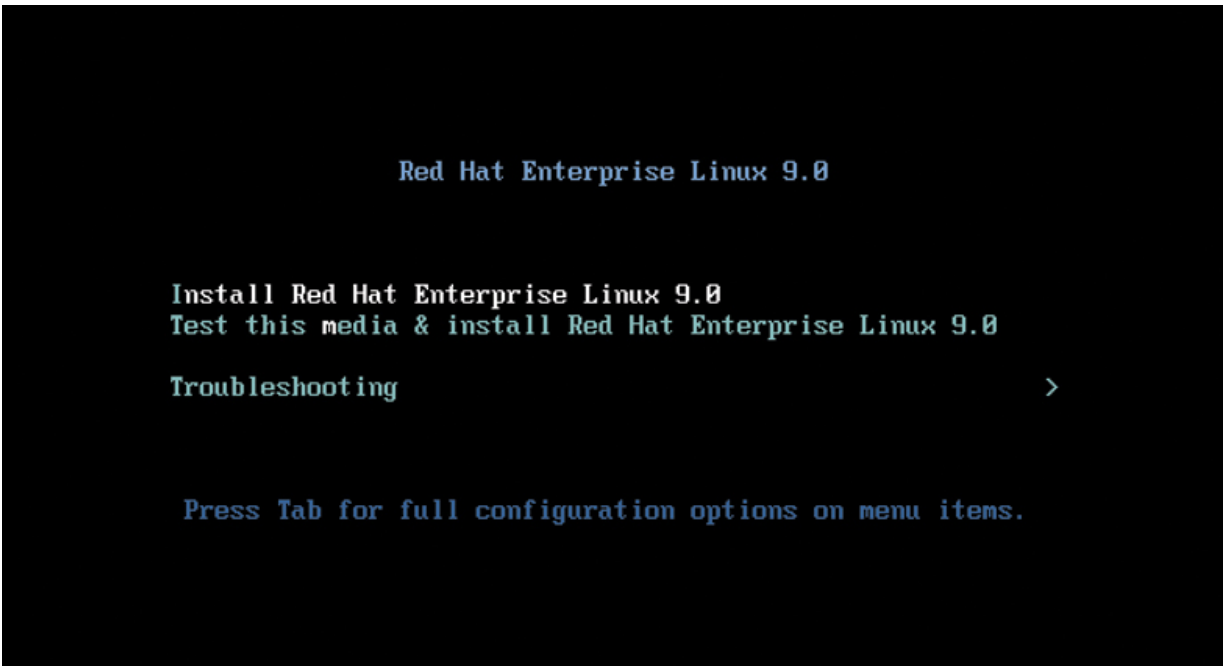 Red Hat Enterprise Linux 9.0
Install Red Hat Enterprise Linux 9.0
Test this media & install Red Hat Enterprise Linux 9.0
Troubleshooting >
Press Tab for full configuration options on menu items.